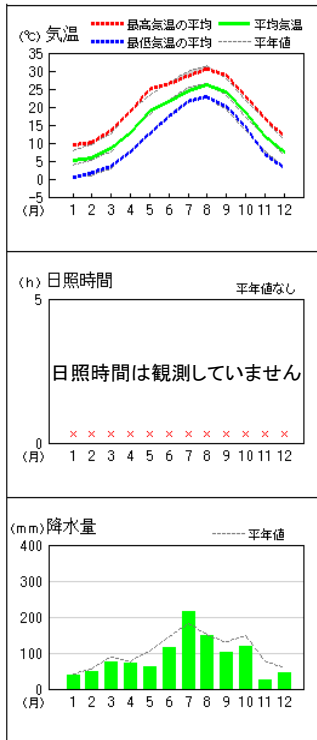 (℃) 気温
最高気温の平均 平均気温
最低気温の平均 平年値
35
30
25
20
15
10
5
0
-5
(月) 1 2 3 4 5 6 7 8 9 10 11 12
(h) 日照時間
平年値なし
5
日照時間は観測していません
0
(月) 1 2 3 4 5 6 7 8 9 10 11 12
(mm) 降水量
平年値
400
300
200
100
0
(月) 1 2 3 4 5 6 7 8 9 10 11 12